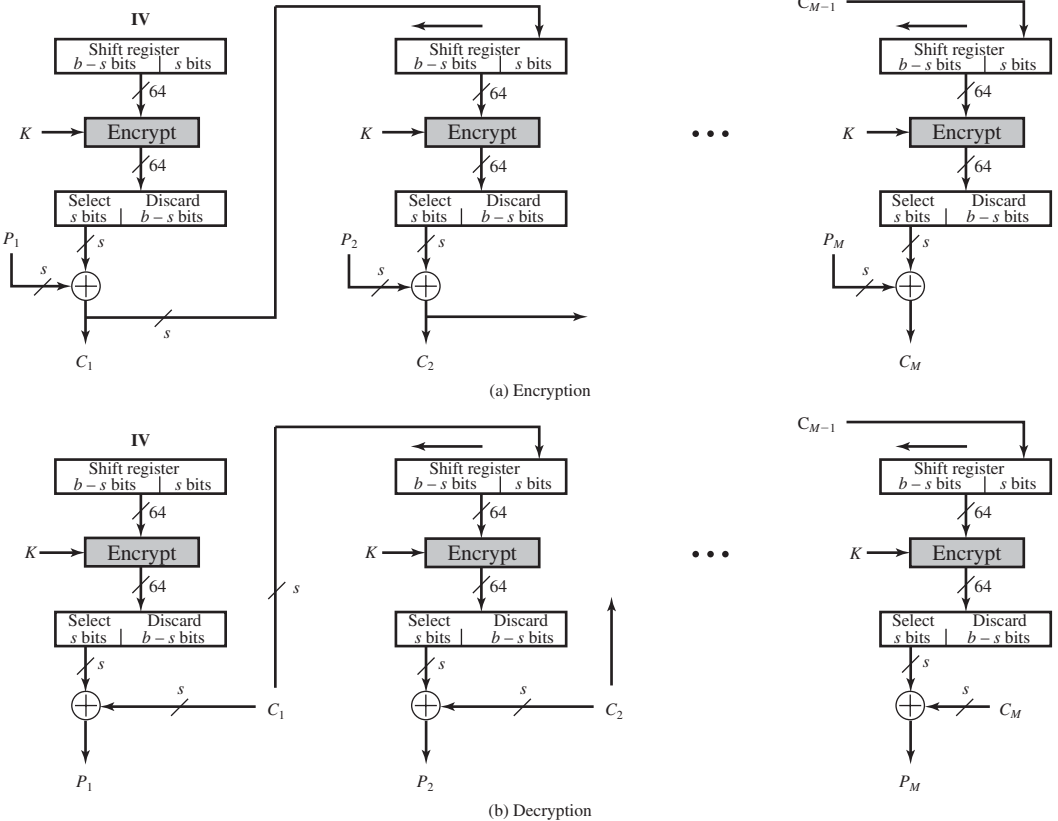 IV
C_{M-1}
Shift register
b – s bits | s bits
Shift register
b – s bits | s bits
Shift register
b – s bits | s bits
64
64
64
K
Encrypt
K
Encrypt
• • •
K
Encrypt
64
64
64
Select
Discard
s bits | b – s bits
Select
Discard
s bits | b – s bits
Select
Discard
s bits | b – s bits
P_1
s
s
P_2
s
s
P_M
s
s
s
C_1
C_2
C_M
(a) Encryption
IV
C_{M-1}
Shift register
b – s bits | s bits
Shift register
b – s bits | s bits
Shift register
b – s bits | s bits
64
64
64
K
Encrypt
K
Encrypt
• • •
K
Encrypt
64
s
64
64
Select
Discard
s bits | b – s bits
Select
Discard
s bits | b – s bits
Select
Discard
s bits | b – s bits
s
s
C_1
s
s
C_2
s
s
C_M
P_1
P_2
P_M
(b) Decryption